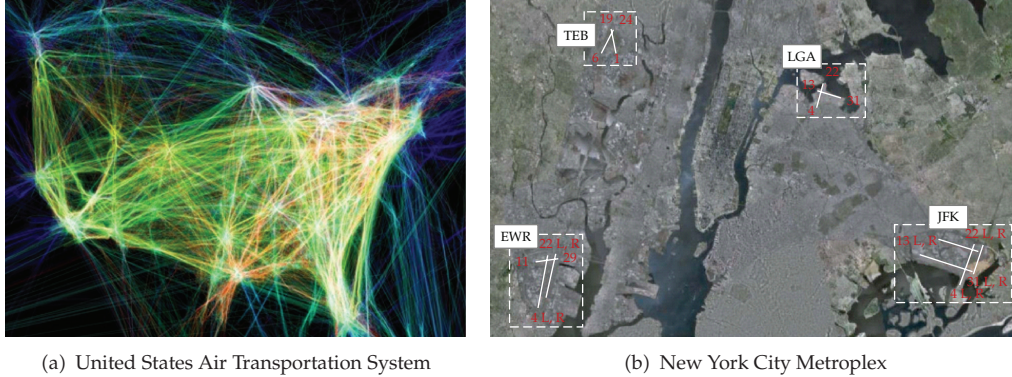 TEB
19 24
6 1
LGA
13 22
4 31
JFK
13 L, R
22 L, R
31 L, R
4 L, R
EWR
22 L, R
11 29
4 L, R
(a) United States Air Transportation System
(b) New York City Metroplex